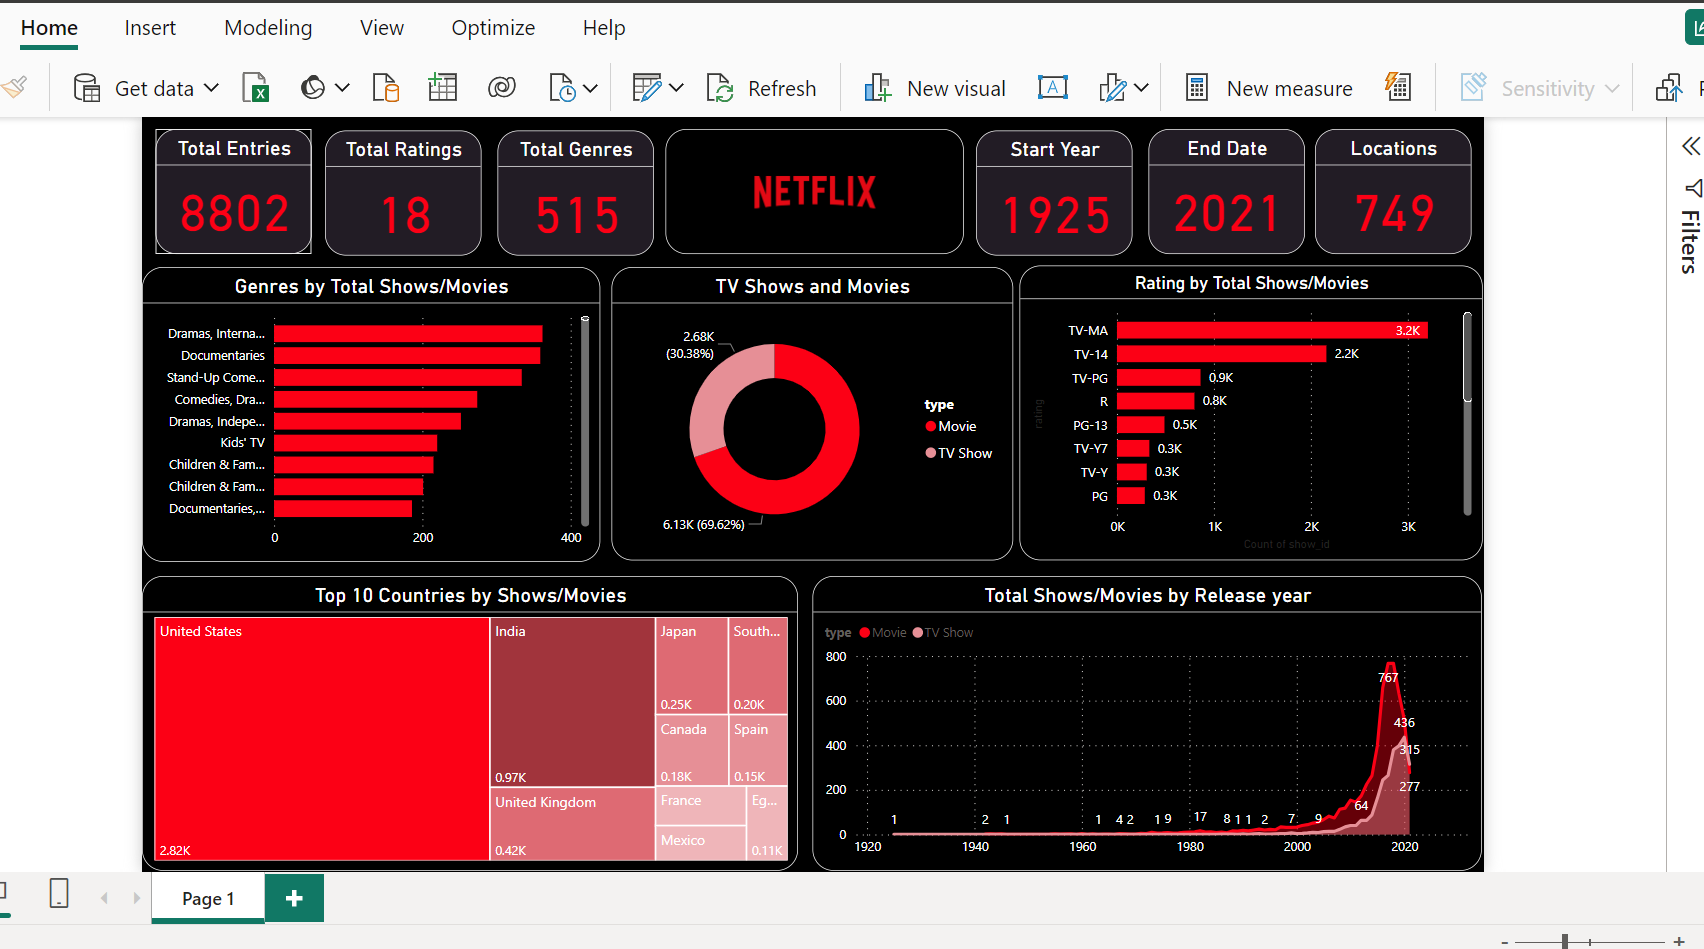 Home Insert Modeling View Optimize Help
Get data Refresh New visual New measure Sensitivity
Total Entries
8802
Total Ratings
18
Total Genres
515
NETFLIX
Start Year
1925
End Date
2021
Locations
749
Filters
Genres by Total Shows/Movies
Dramas, Interna...
Documentaries
Stand-Up Come...
Comedies, Dra...
Dramas, Indepe...
Kids' TV
Children & Fam...
Children & Fam...
Documentaries,...
0 200 400
TV Shows and Movies
2.68K
(30.38%)
6.13K (69.62%)
type
Movie
TV Show
Rating by Total Shows/Movies
rating
TV-MA 3.2K
TV-14 2.2K
TV-PG 0.9K
R 0.8K
PG-13 0.5K
TV-Y7 0.3K
TV-Y 0.3K
PG 0.3K
0K 1K 2K 3K
Count of show_id
Top 10 Countries by Shows/Movies
United States
2.82K
India
0.97K
United Kingdom
0.42K
Japan
0.25K
South...
0.20K
Canada
0.18K
Spain
0.15K
France
Mexico
Eg...
0.11K
Total Shows/Movies by Release year
type Movie TV Show
800
600
400
200
0
767
436
315
277
1 2 1 1 4 2 1 9 17 8 1 1 2 7 9 64
1920 1940 1960 1980 2000 2020
Page 1